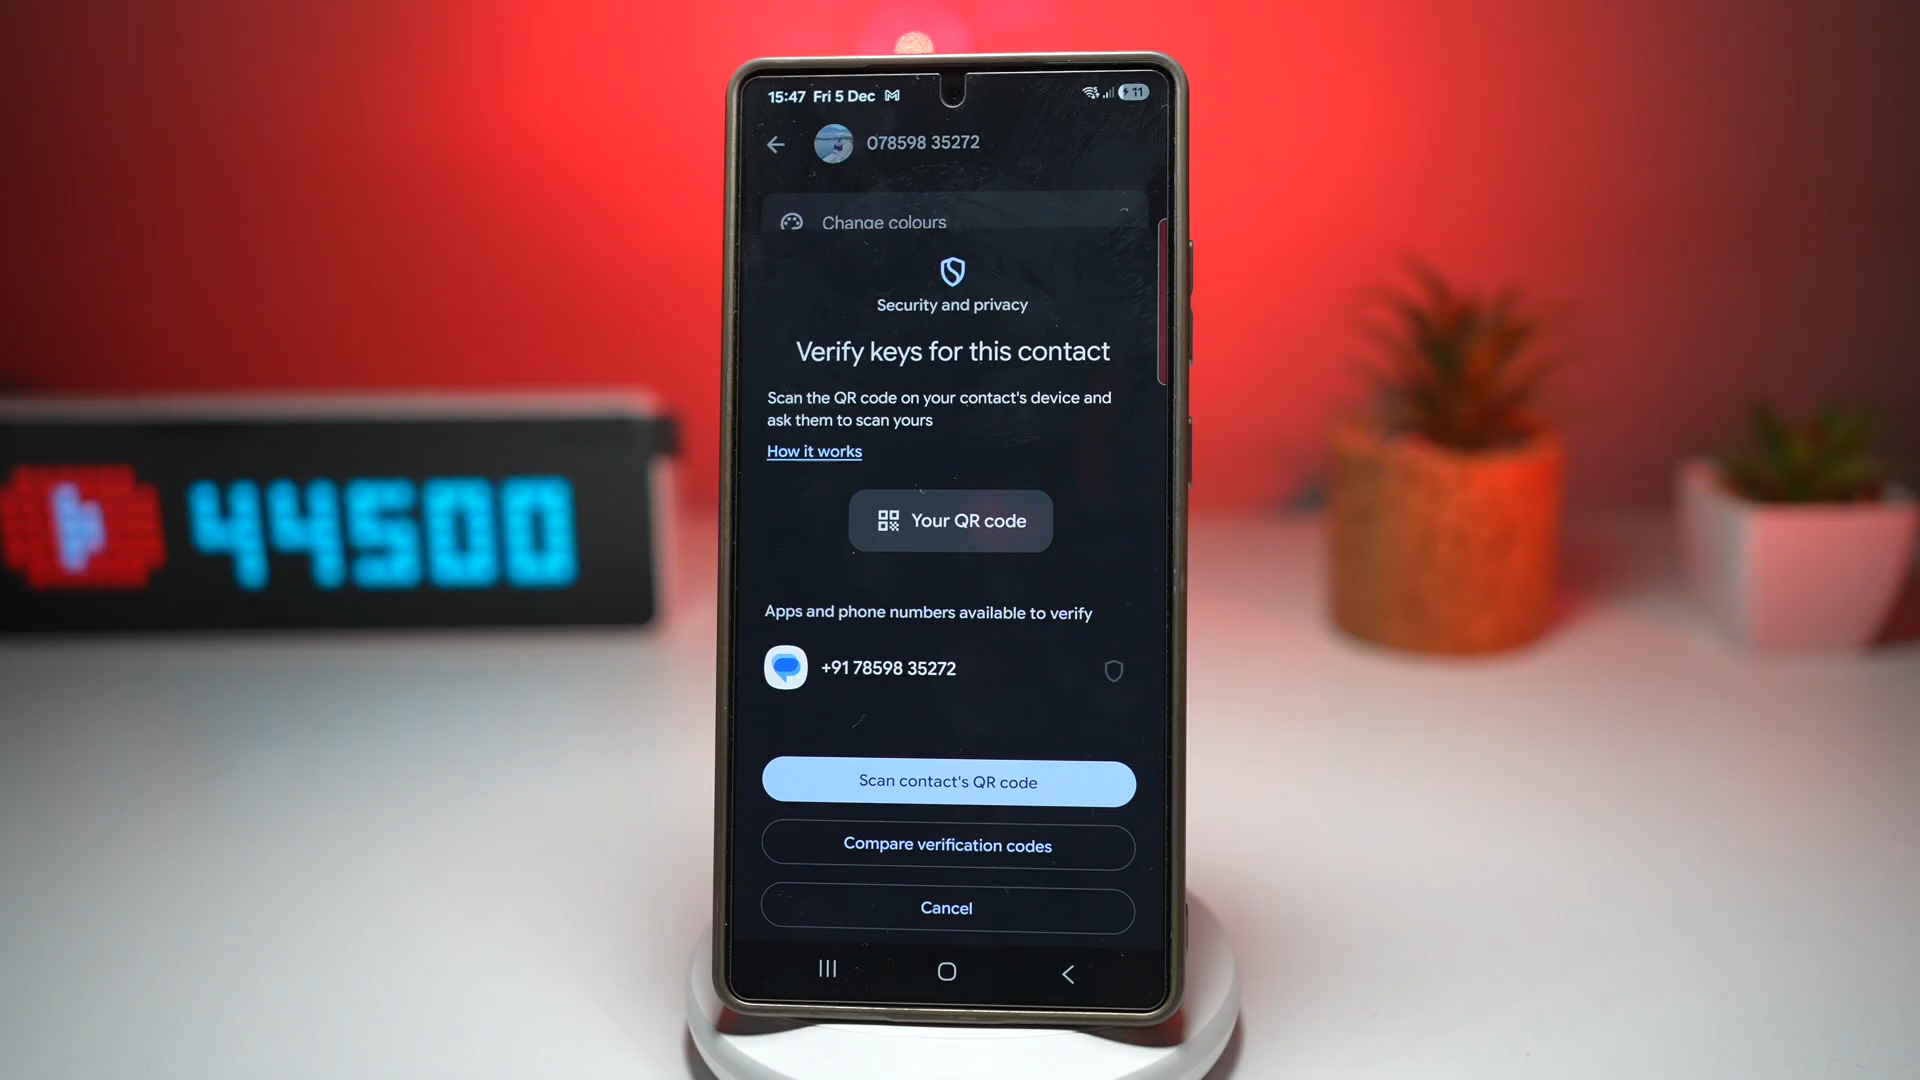 15:47 Fri 5 Dec
11
078598 35272
Change colours
Security and privacy
Verify keys for this contact
Scan the QR code on your contact's device and
ask them to scan yours
How it works
Your QR code
Apps and phone numbers available to verify
+91 78598 35272
Scan contact's QR code
Compare verification codes
Cancel
44500